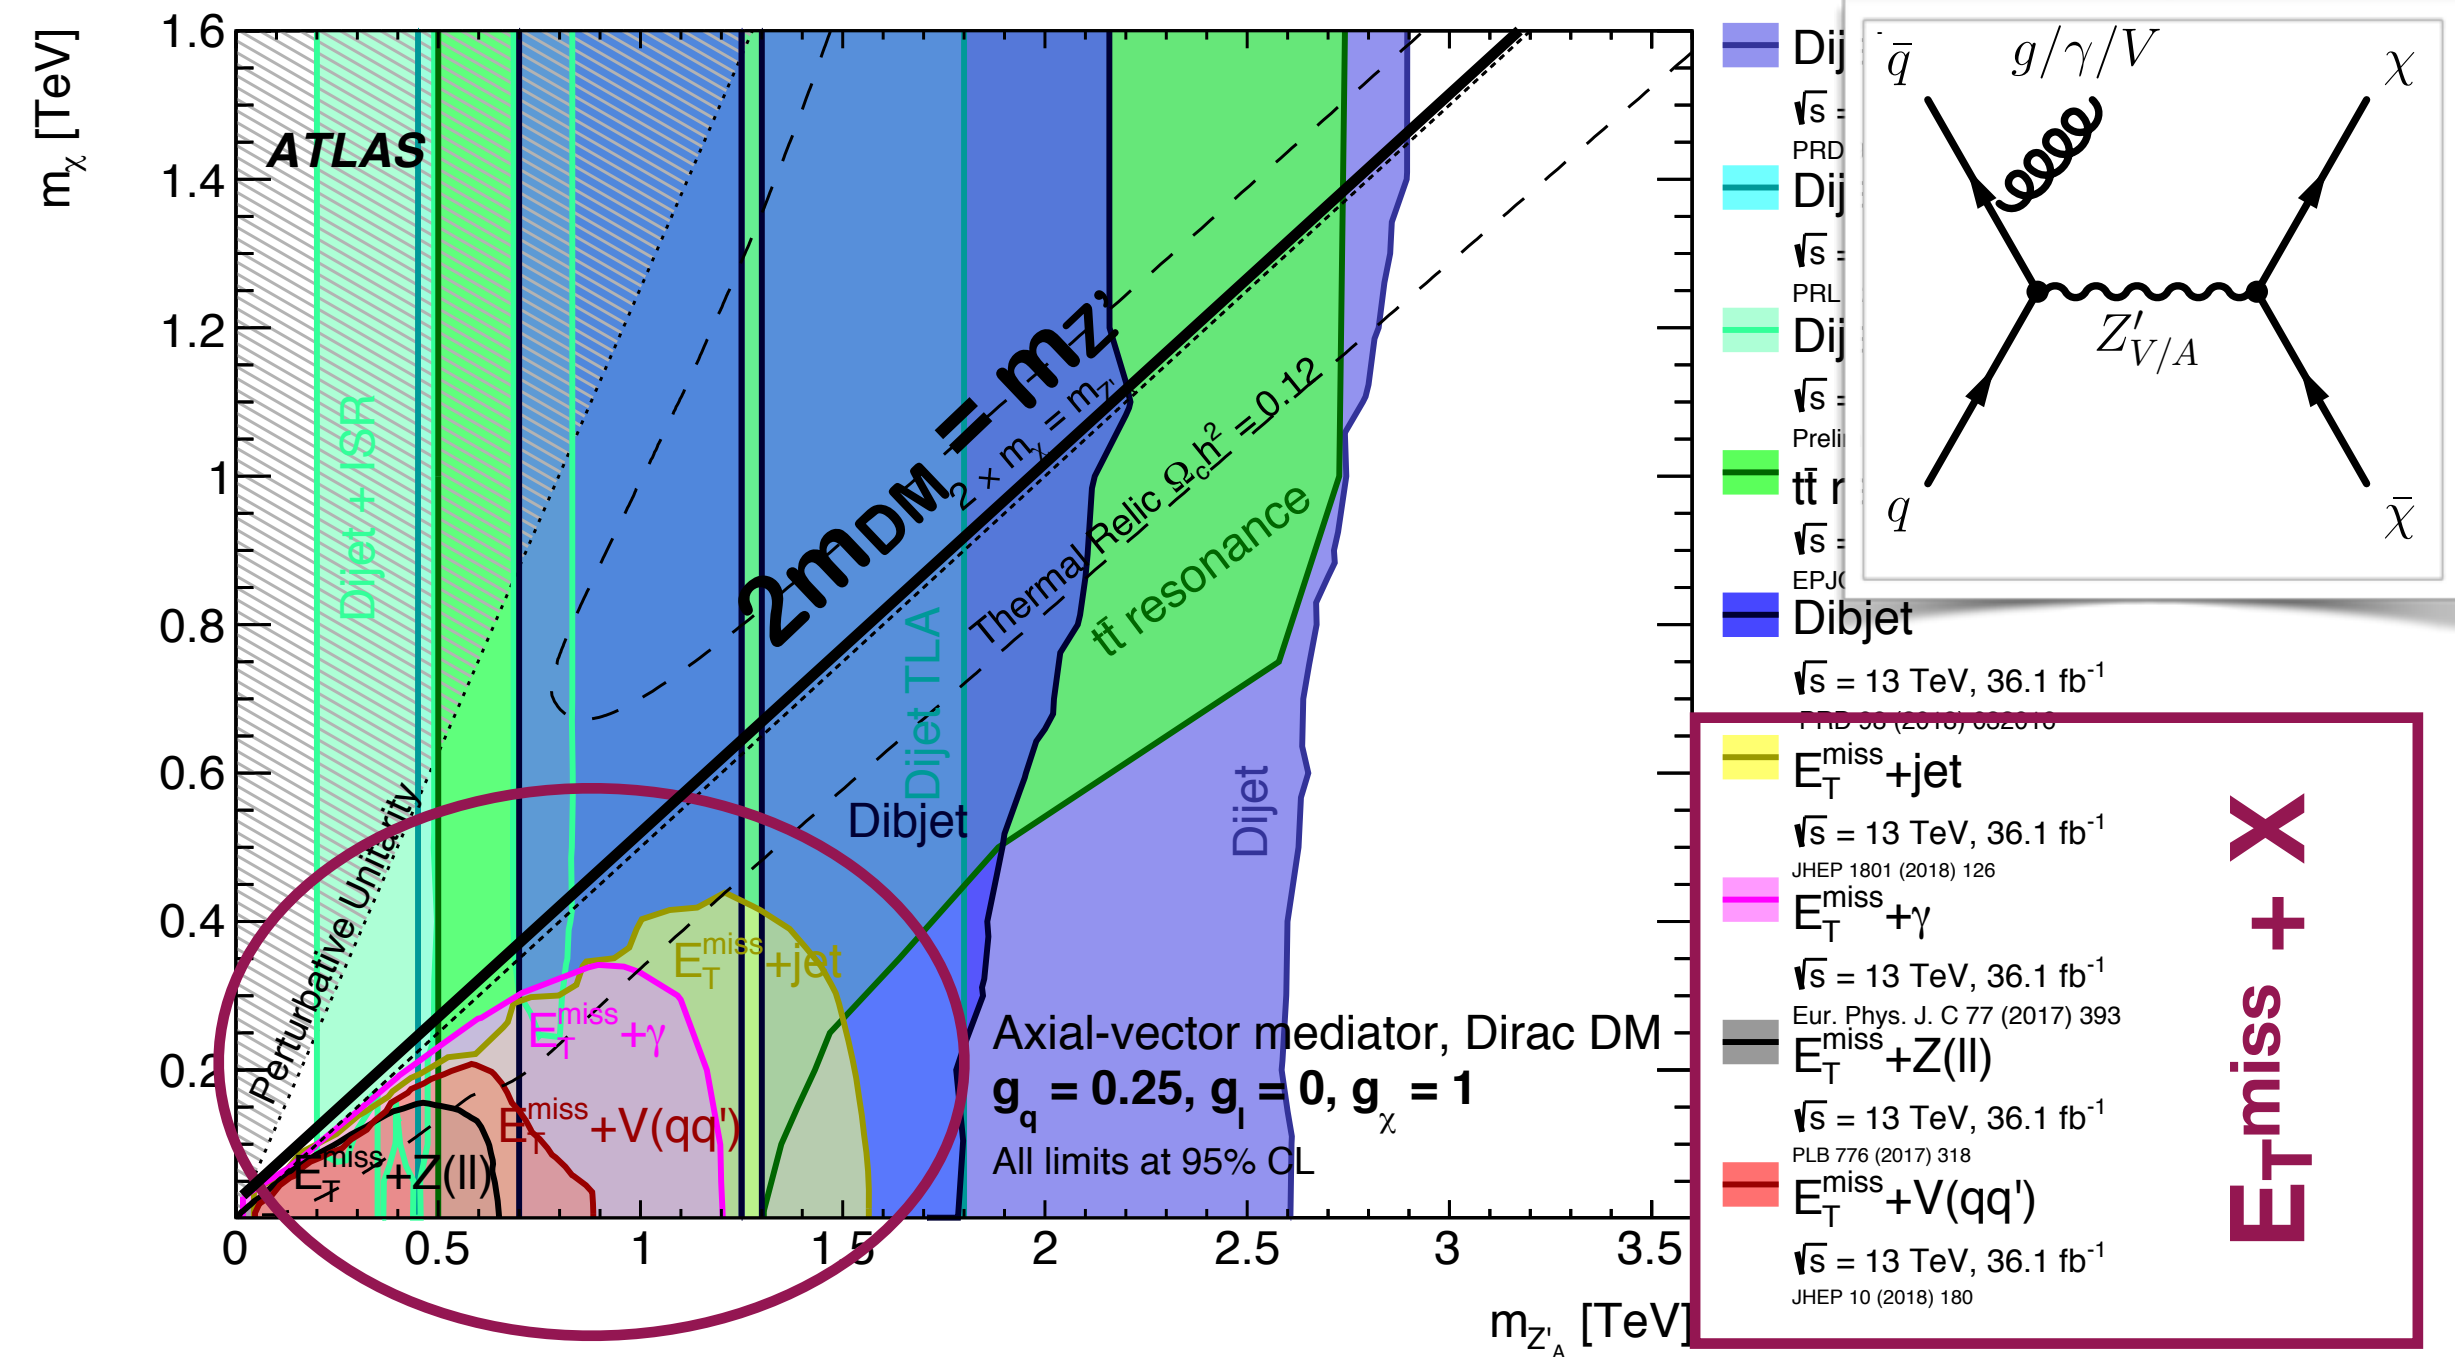 m_χ [TeV]
1.6
1.4
1.2
1
0.8
0.6
0.4
0.2
0
0.5
1
1.5
2
2.5
3
3.5
m_Z'_A [TeV]
ATLAS
Dijet + ISR
Perturbative Unitarity
2m_DM = m_Z'
2 × m_χ = m_Z'
Thermal Relic Ω_c h² = 0.12
tt̄ resonance
Dijet TLA
Dibjet
Dijet
E_T^miss+jet
E_T^miss+γ
E_T^miss+V(qq')
E_T^miss+Z(ll)
Axial-vector mediator, Dirac DM
g_q = 0.25, g_l = 0, g_χ = 1
All limits at 95% CL
Dij
√s =
PRD
Dij
√s =
PRL
Dij
√s =
Preli
tt̄ r
√s =
EPJC
Dibjet
√s = 13 TeV, 36.1 fb⁻¹
PRD 98 (2018) 032016
E_T^miss+jet
√s = 13 TeV, 36.1 fb⁻¹
JHEP 1801 (2018) 126
E_T^miss+γ
√s = 13 TeV, 36.1 fb⁻¹
Eur. Phys. J. C 77 (2017) 393
E_T^miss+Z(ll)
√s = 13 TeV, 36.1 fb⁻¹
PLB 776 (2017) 318
E_T^miss+V(qq')
√s = 13 TeV, 36.1 fb⁻¹
JHEP 10 (2018) 180
E_T^miss + X
q̄
g/γ/V
χ
Z'_V/A
q
χ̄